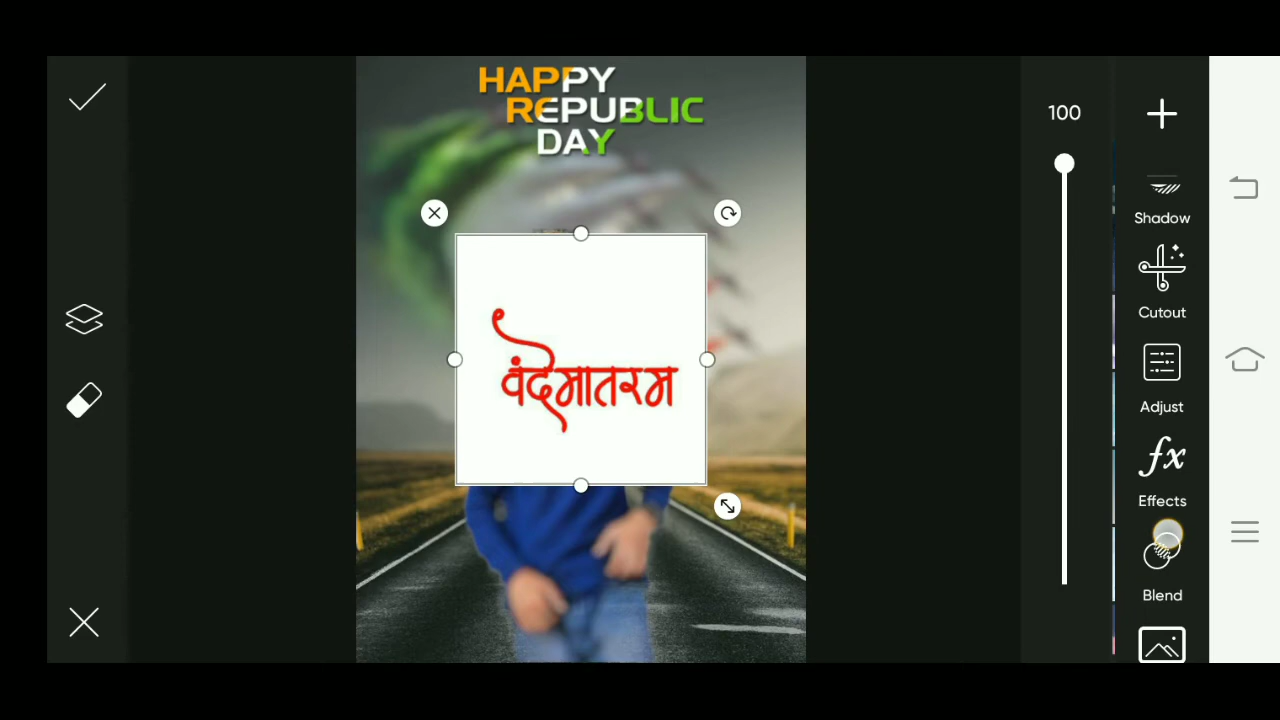 HAPPY
REPUBLIC
DAY
100
Shadow
Cutout
वंदेमातरम
Adjust
fx
Effects
Blend